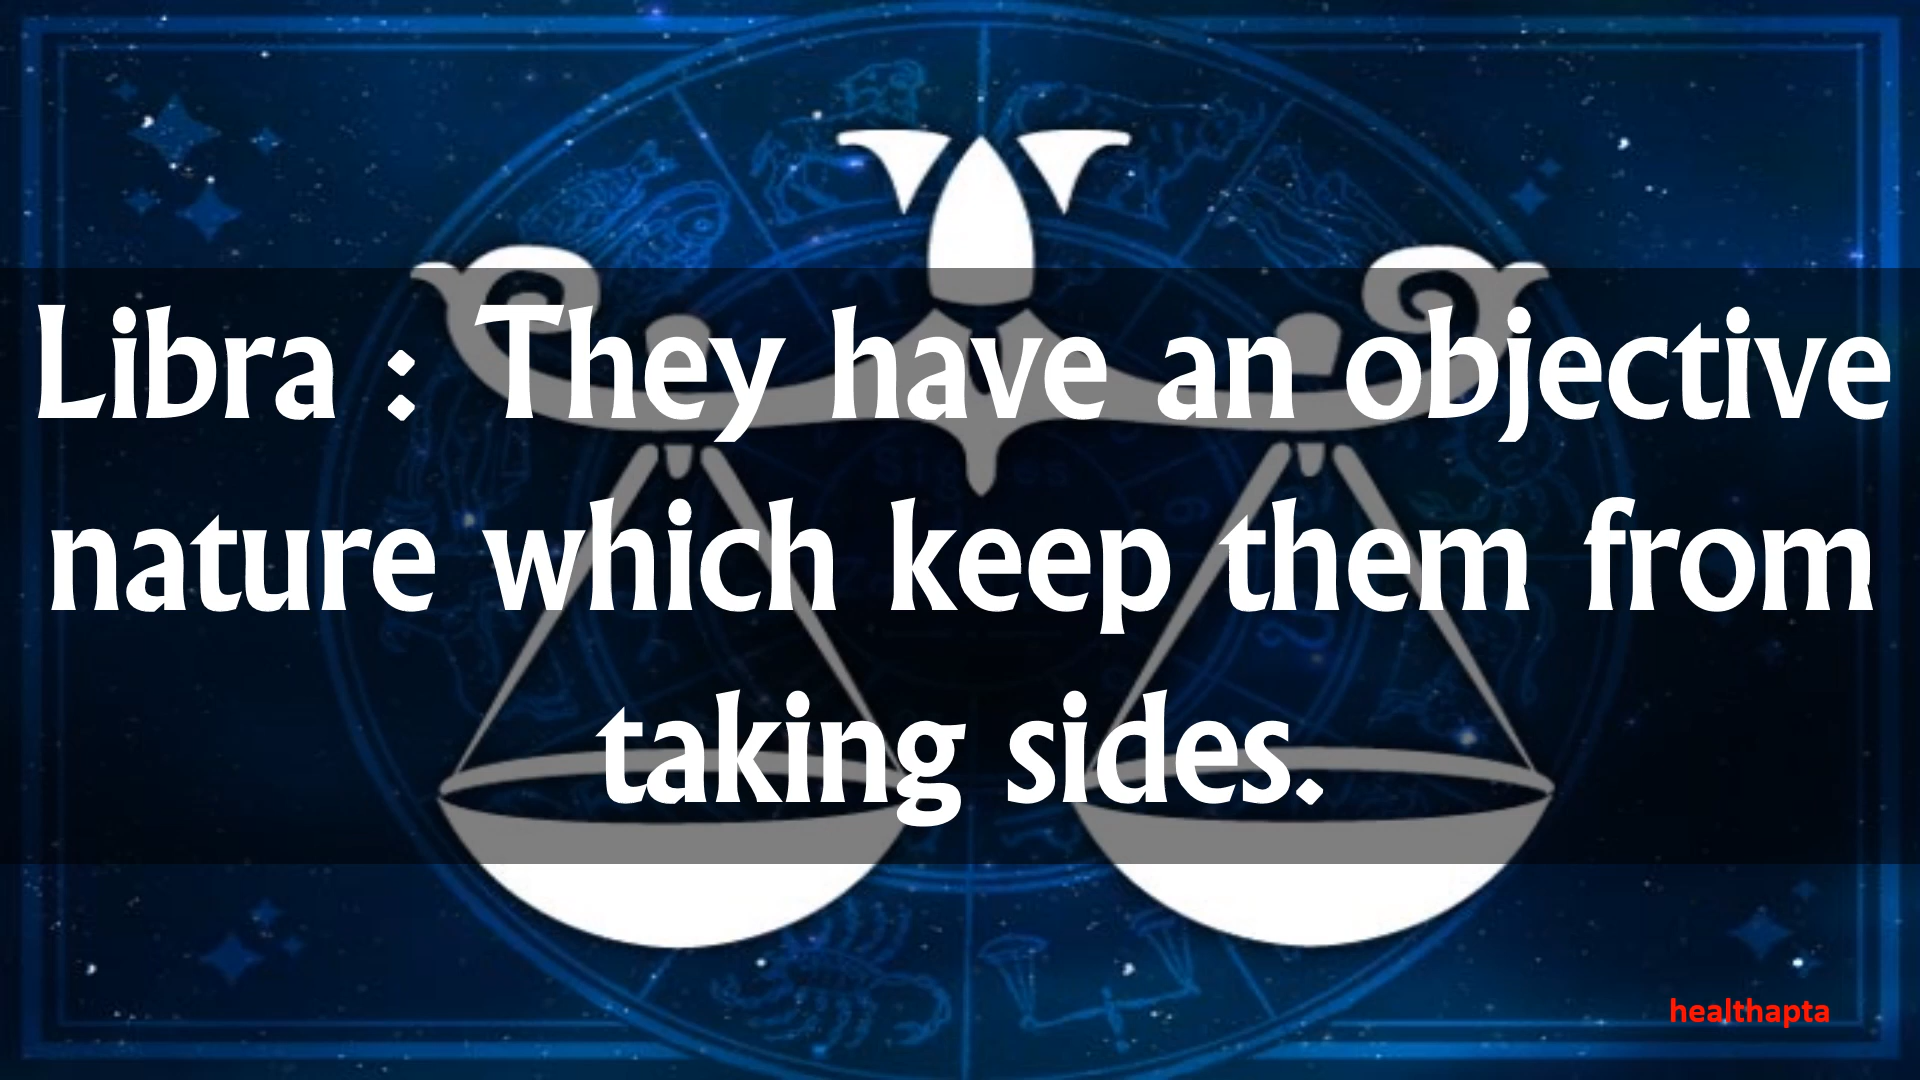 Libra : They have an objective
nature which keep them from
taking sides.
healthapta